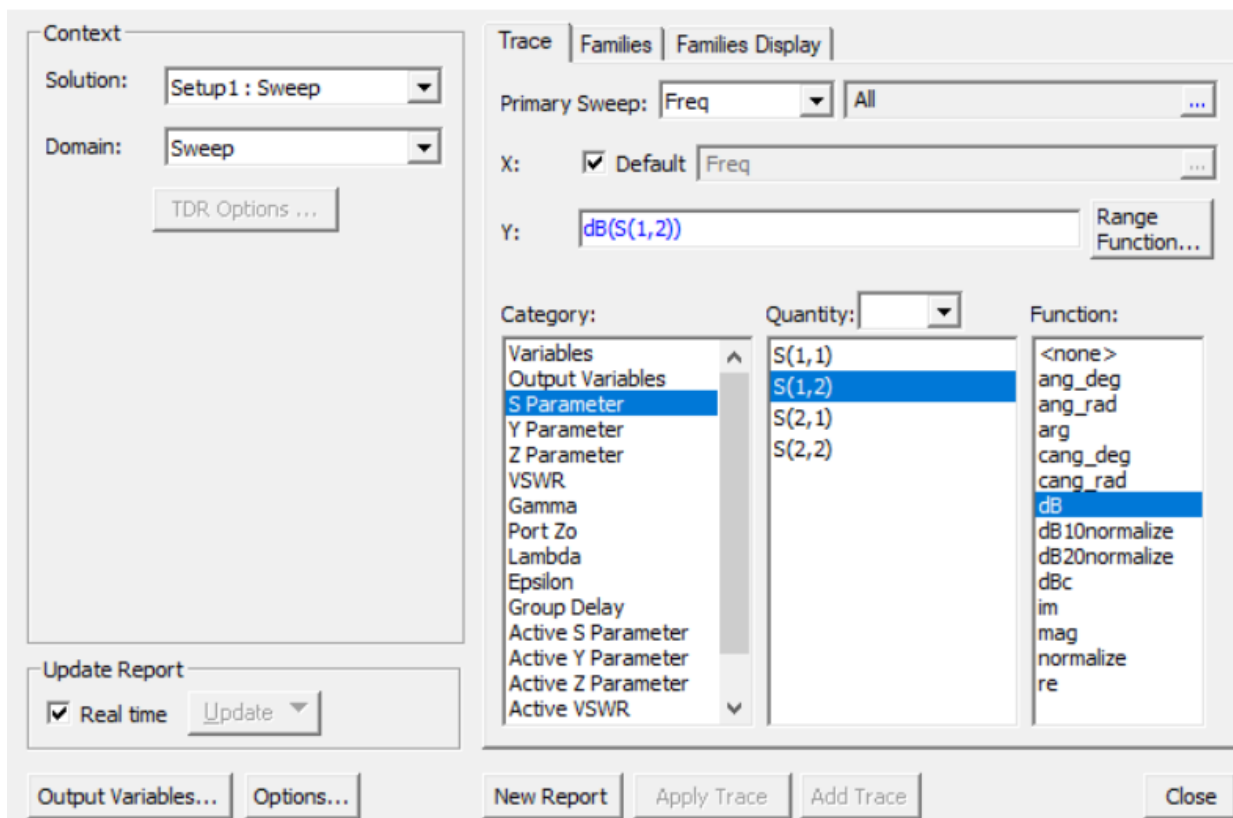 Context
Solution:
Setup1 : Sweep
Domain:
Sweep
TDR Options ...
Update Report
Real time
Update
Output Variables...
Options...
Trace
Families
Families Display
Primary Sweep:
Freq
All
...
X:
Default
Freq
...
Y:
dB(S(1,2))
Range
Function...
Category:
Variables
Output Variables
S Parameter
Y Parameter
Z Parameter
VSWR
Gamma
Port Zo
Lambda
Epsilon
Group Delay
Active S Parameter
Active Y Parameter
Active Z Parameter
Active VSWR
Quantity:
S(1,1)
S(1,2)
S(2,1)
S(2,2)
Function:
<none>
ang_deg
ang_rad
arg
cang_deg
cang_rad
dB
dB10normalize
dB20normalize
dBc
im
mag
normalize
re
New Report
Apply Trace
Add Trace
Close